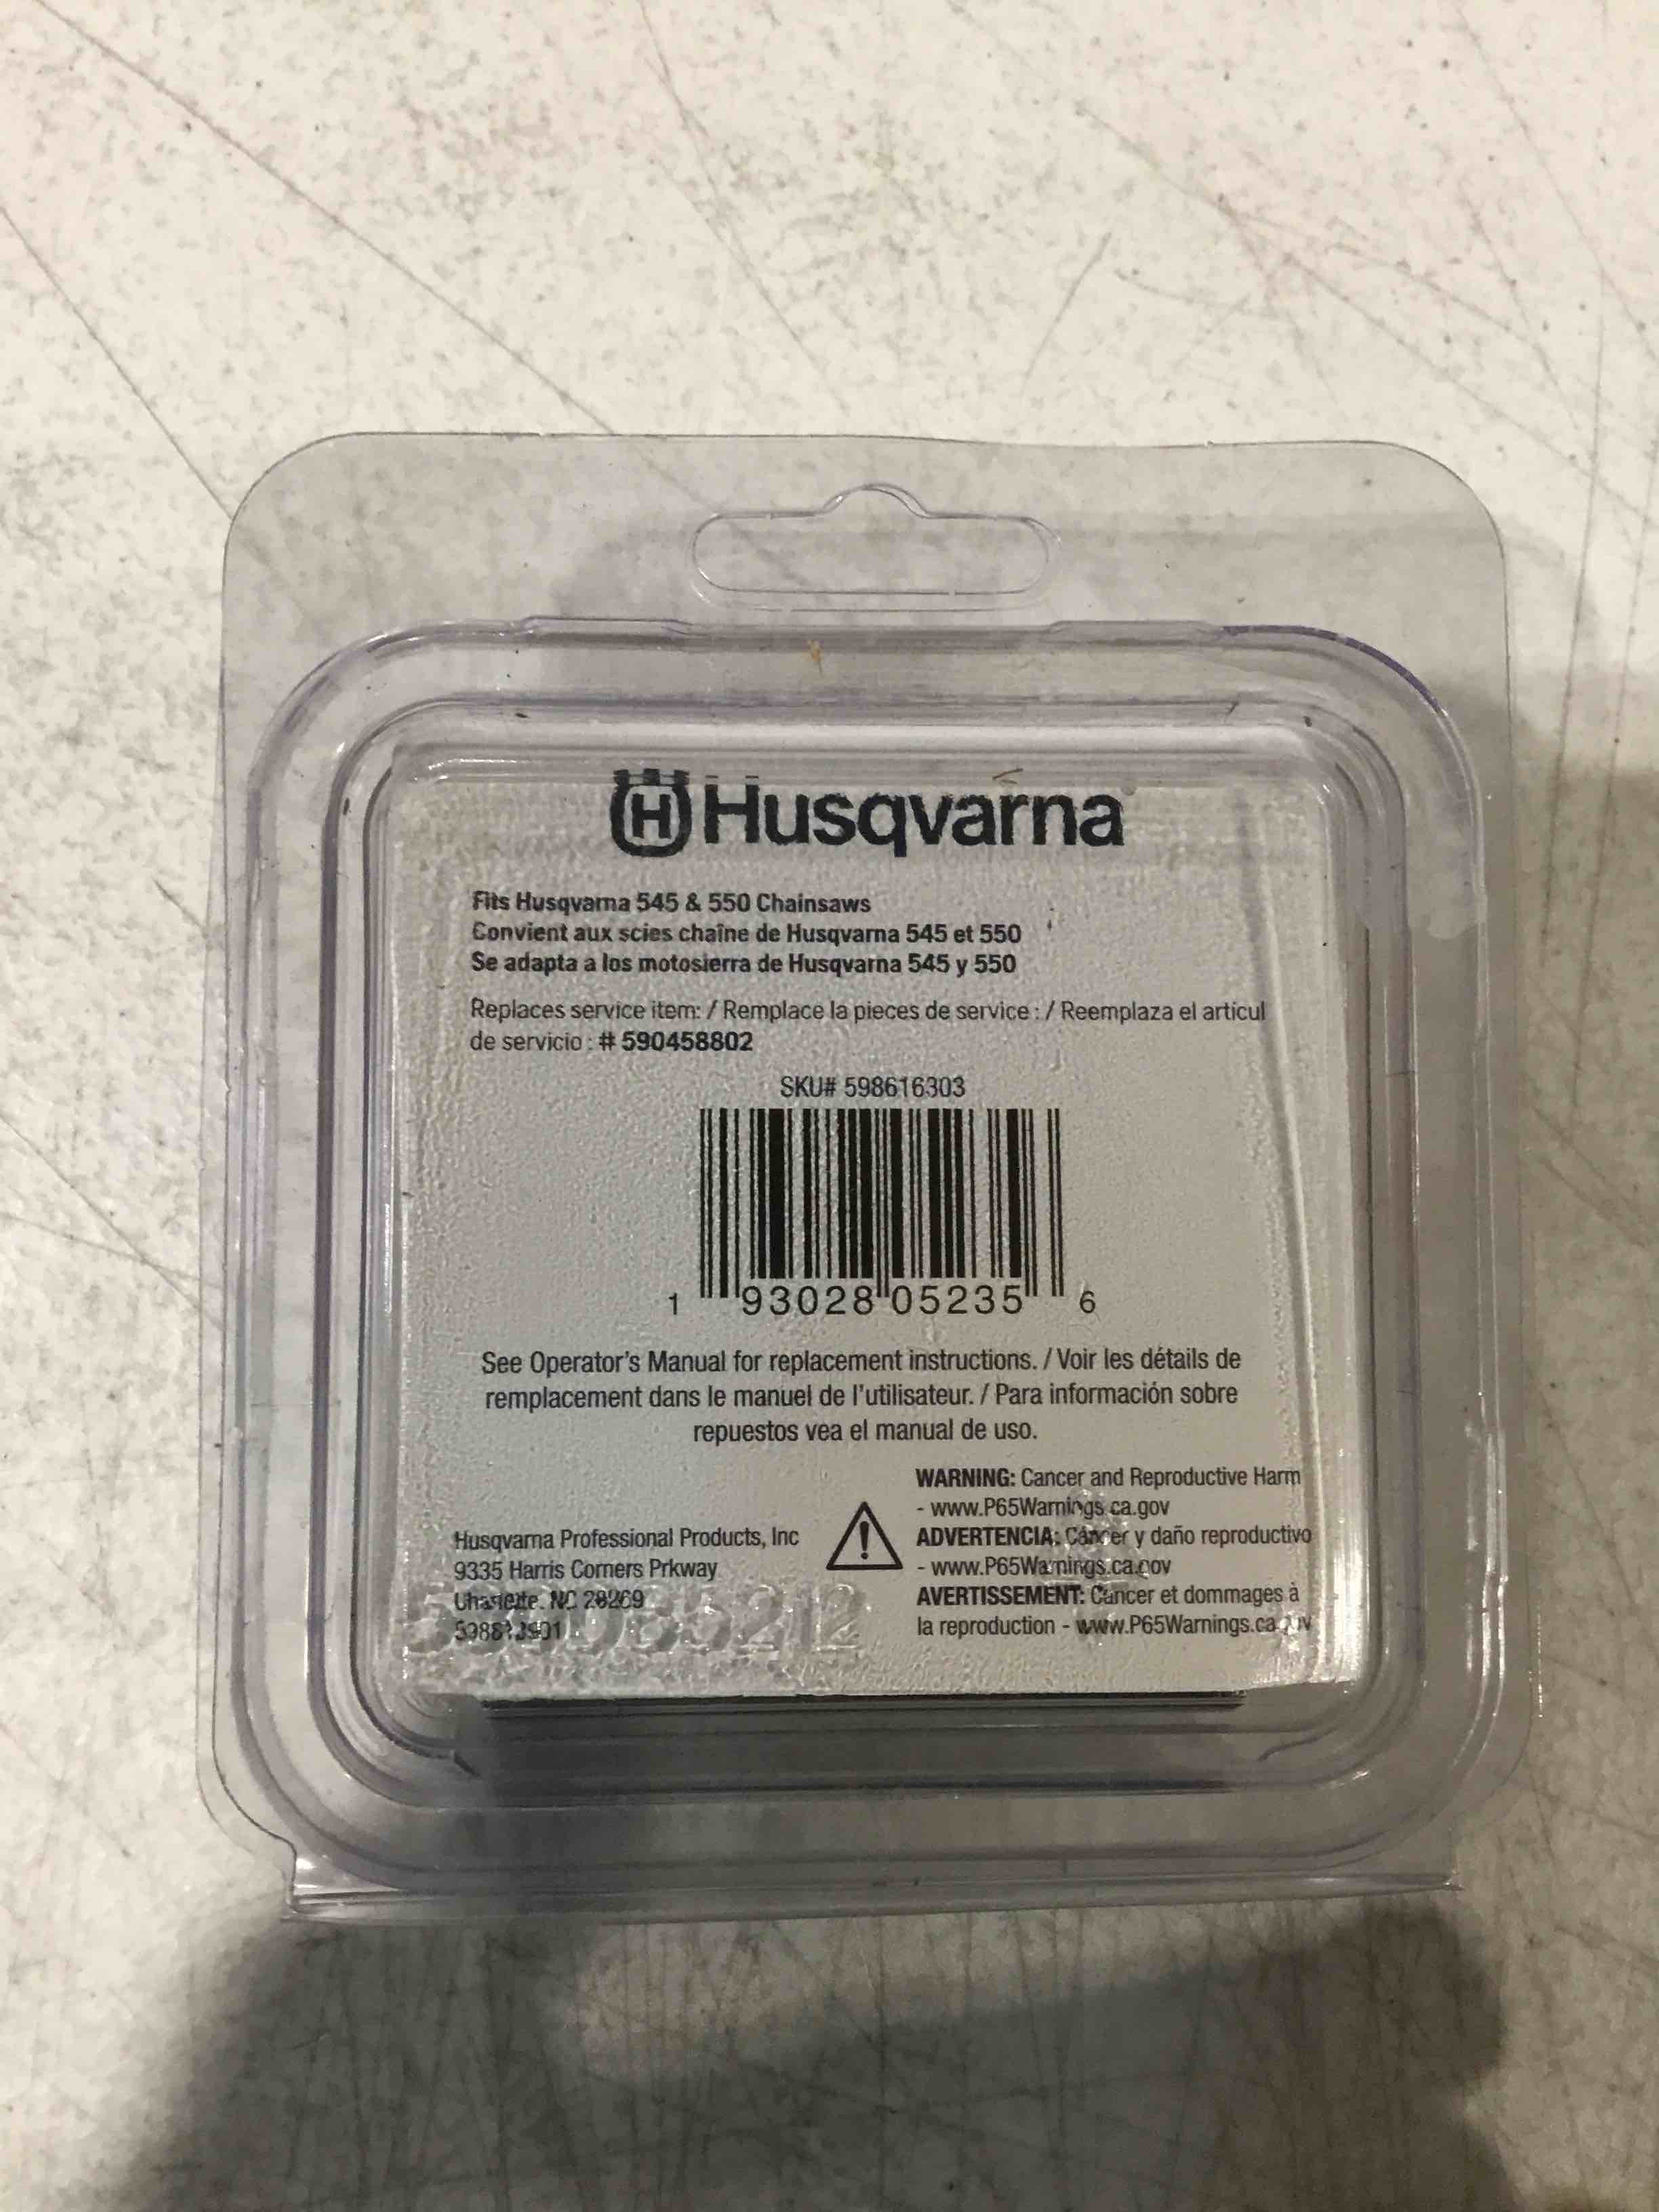 H Husqvarna
Fits Husqvarna 545 & 550 Chainsaws
Convient aux scies chaîne de Husqvarna 545 et 550
Se adapta a los motosierra de Husqvarna 545 y 550
Replaces service item: / Remplace la pieces de service : / Reemplaza el articul
de servicio : # 590458802
SKU# 598616303
1 93028 05235 6
See Operator's Manual for replacement instructions. / Voir les détails de
remplacement dans le manuel de l'utilisateur. / Para información sobre
repuestos vea el manual de uso.
WARNING: Cancer and Reproductive Harm
- www.P65Warnings.ca.gov
ADVERTENCIA: Cáncer y daño reproductivo
- www.P65Warnings.ca.gov
AVERTISSEMENT: Cancer et dommages à
la reproduction - www.P65Warnings.ca.gov
Husqvarna Professional Products, Inc
9335 Harris Corners Prkway
Charlotte. NC 28269